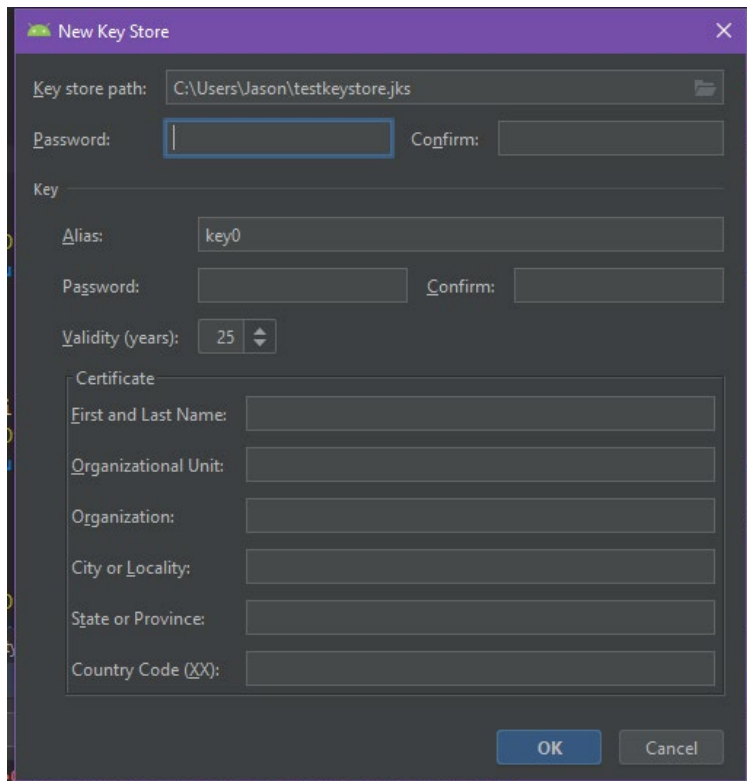 New Key Store
Key store path: C:\Users\Jason\testkeystore.jks
Password: Confirm:
Key
Alias: key0
Password: Confirm:
Validity (years): 25
Certificate
First and Last Name:
Organizational Unit:
Organization:
City or Locality:
State or Province:
Country Code (XX):
OK Cancel